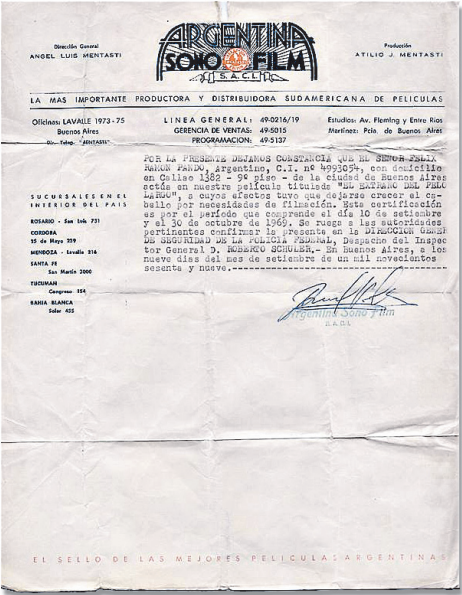 ARGENTINA
SONO FILM
S.A.C.I.
Dirección General
ANGEL LUIS MENTASTI
Producción
ATILIO J. MENTASTI
LA MAS IMPORTANTE PRODUCTORA Y DISTRIBUIDORA SUDAMERICANA DE PELICULAS
Oficinas: LAVALLE 1973-75
Buenos Aires
Dir. Teleg. "MENTASTI"
LINEA GENERAL: 49-0216/19
GERENCIA DE VENTAS: 49-5015
PROGRAMACION: 49-5137
Estudios: Av. Fleming y Entre Ríos
Martínez: Pcia. de Buenos Aires
SUCURSALES EN EL
INTERIOR DEL PAIS
ROSARIO - San Luis 731
CORDOBA
25 de Mayo 229
MENDOZA - Lavalle 316
SANTA FE
San Martín 2000
TUCUMAN
Congreso 154
BAHIA BLANCA
Soler 455
POR LA PRESENTE DEJAMOS CONSTANCIA QUE EL SEÑOR FELIX
RAMON PANDO, Argentino, C.I. nº 4993054, con domicilio
en Callao 1382 - 9º piso - de la ciudad de Buenos Aires
actúa en nuestra película titulada "EL EXTRAÑO DEL PELO
LARGO", a cuyos efectos tuvo que dejarse crecer el ca-
bello por necesidades de filmación. Esta certificación
es por el período que comprende el día 10 de setiembre
y el 30 de octubre de 1969. Se ruega a las autoridades
pertinentes confirmar la presente en la DIRECCION GENER
DE SEGURIDAD DE LA POLICIA FEDERAL, Despacho del Inspec
tor General D. ROBERTO SCHULER.- En Buenos Aires, a los
nueve días del mes de setiembre de un mil novecientos
sesenta y nueve.
Argentina Sono Film
S.A.C.I.
EL SELLO DE LAS MEJORES PELICULAS ARGENTINAS